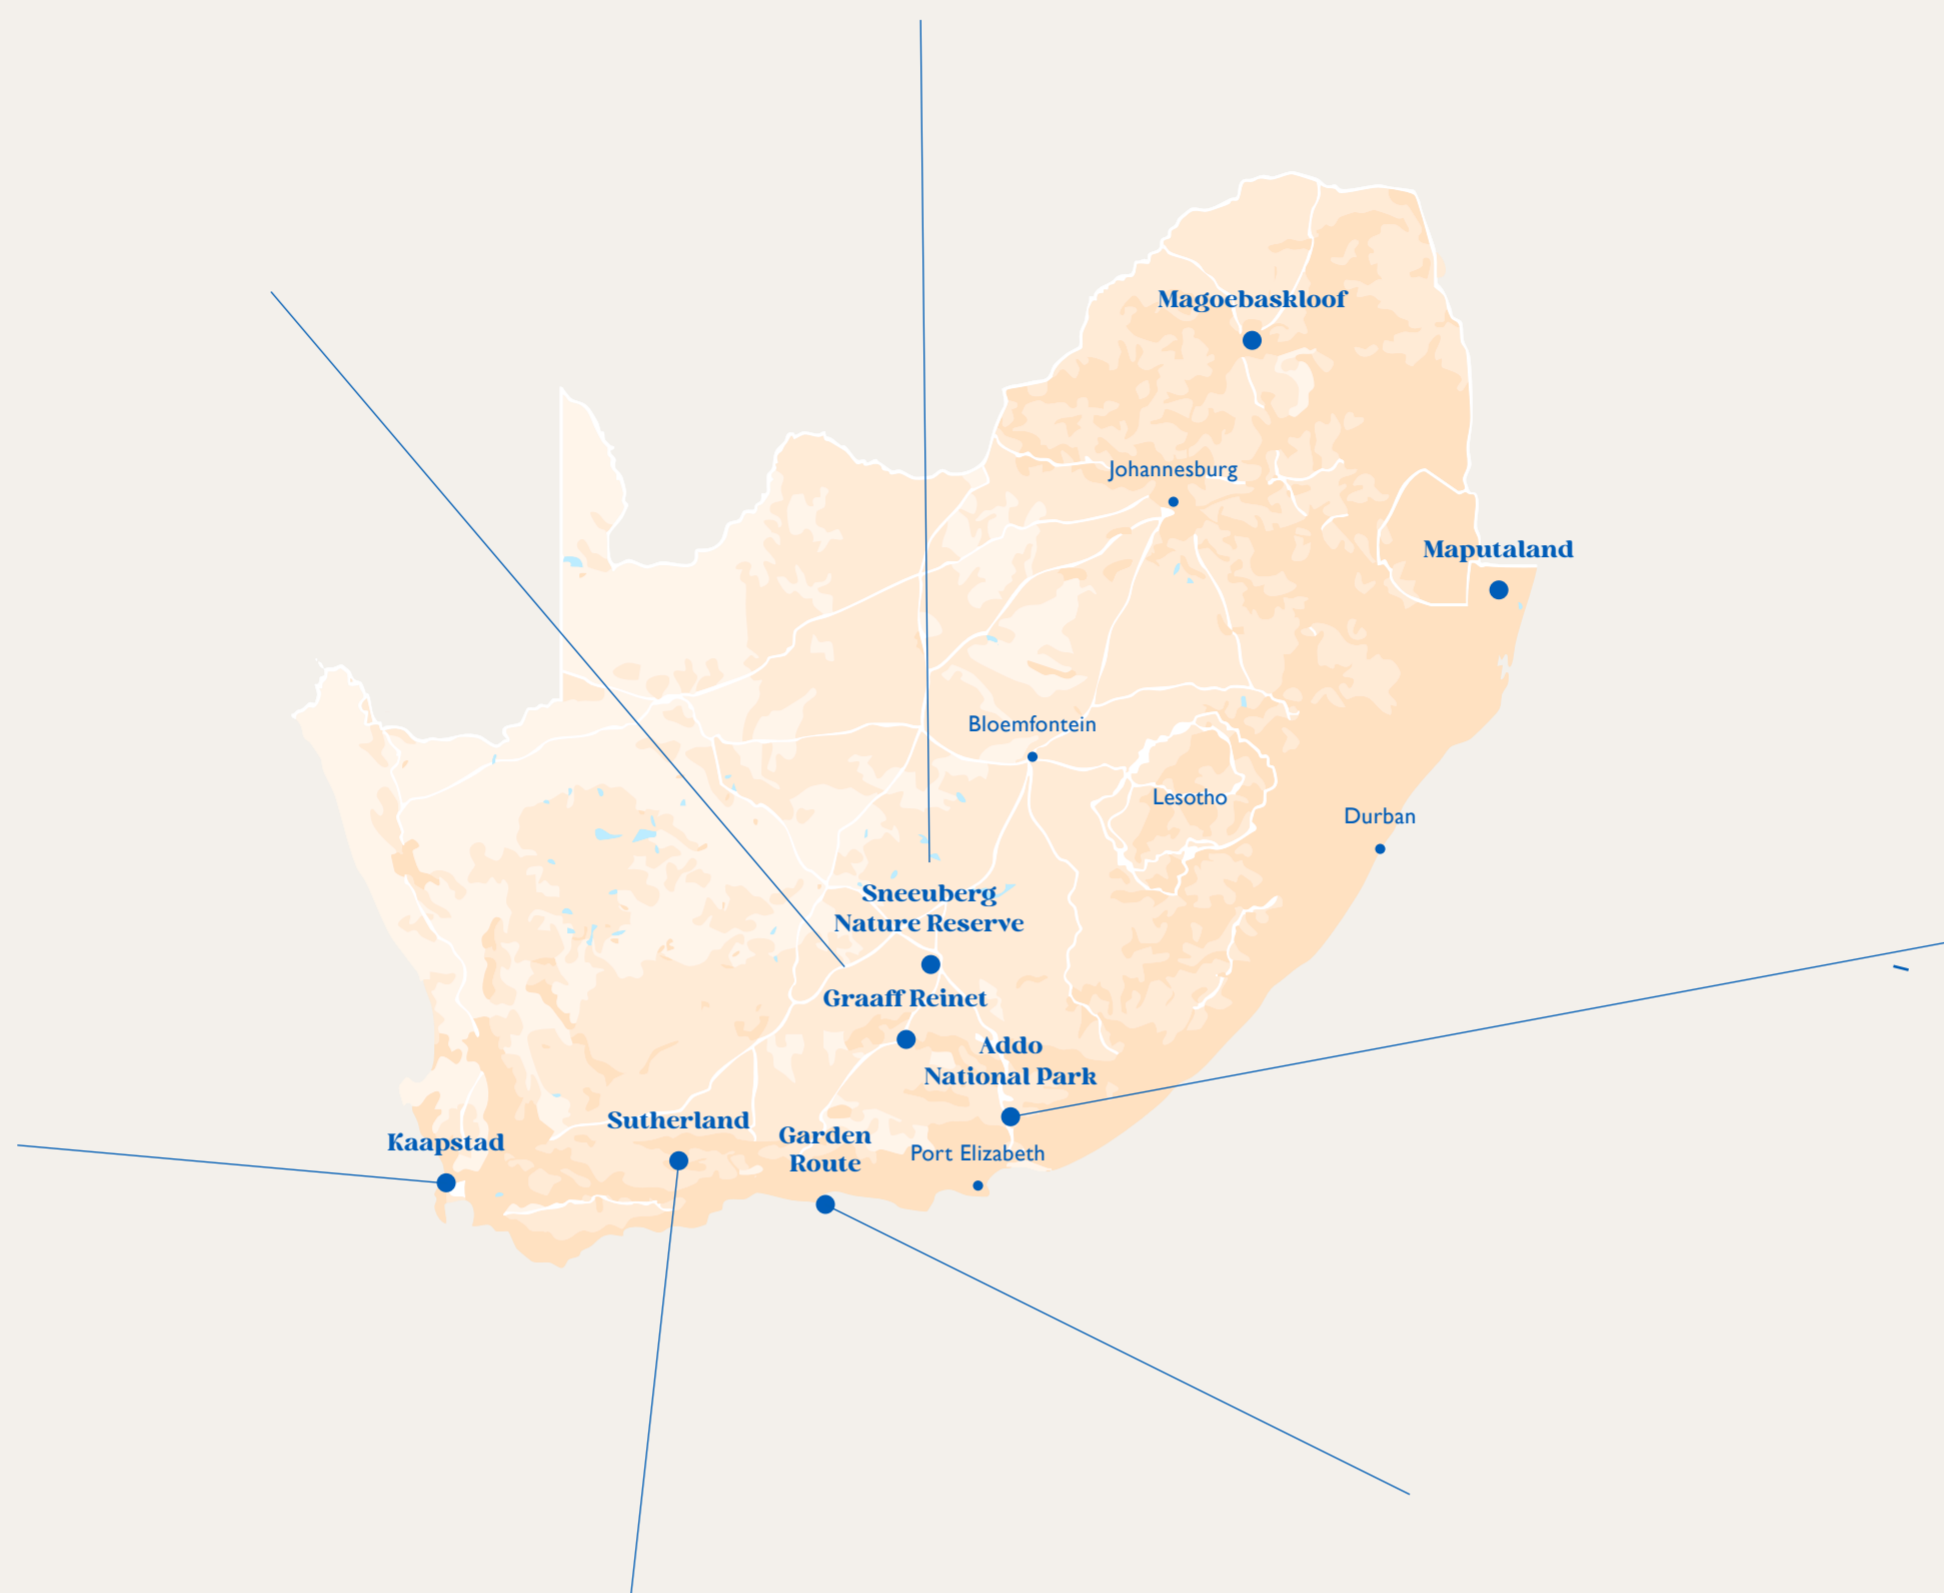 Magoebaskloof
Johannesburg
Maputaland
Bloemfontein
Lesotho
Durban
Sneeuberg
Nature Reserve
Graaff Reinet
Addo
National Park
Sutherland
Garden
Route
Kaapstad
Port Elizabeth